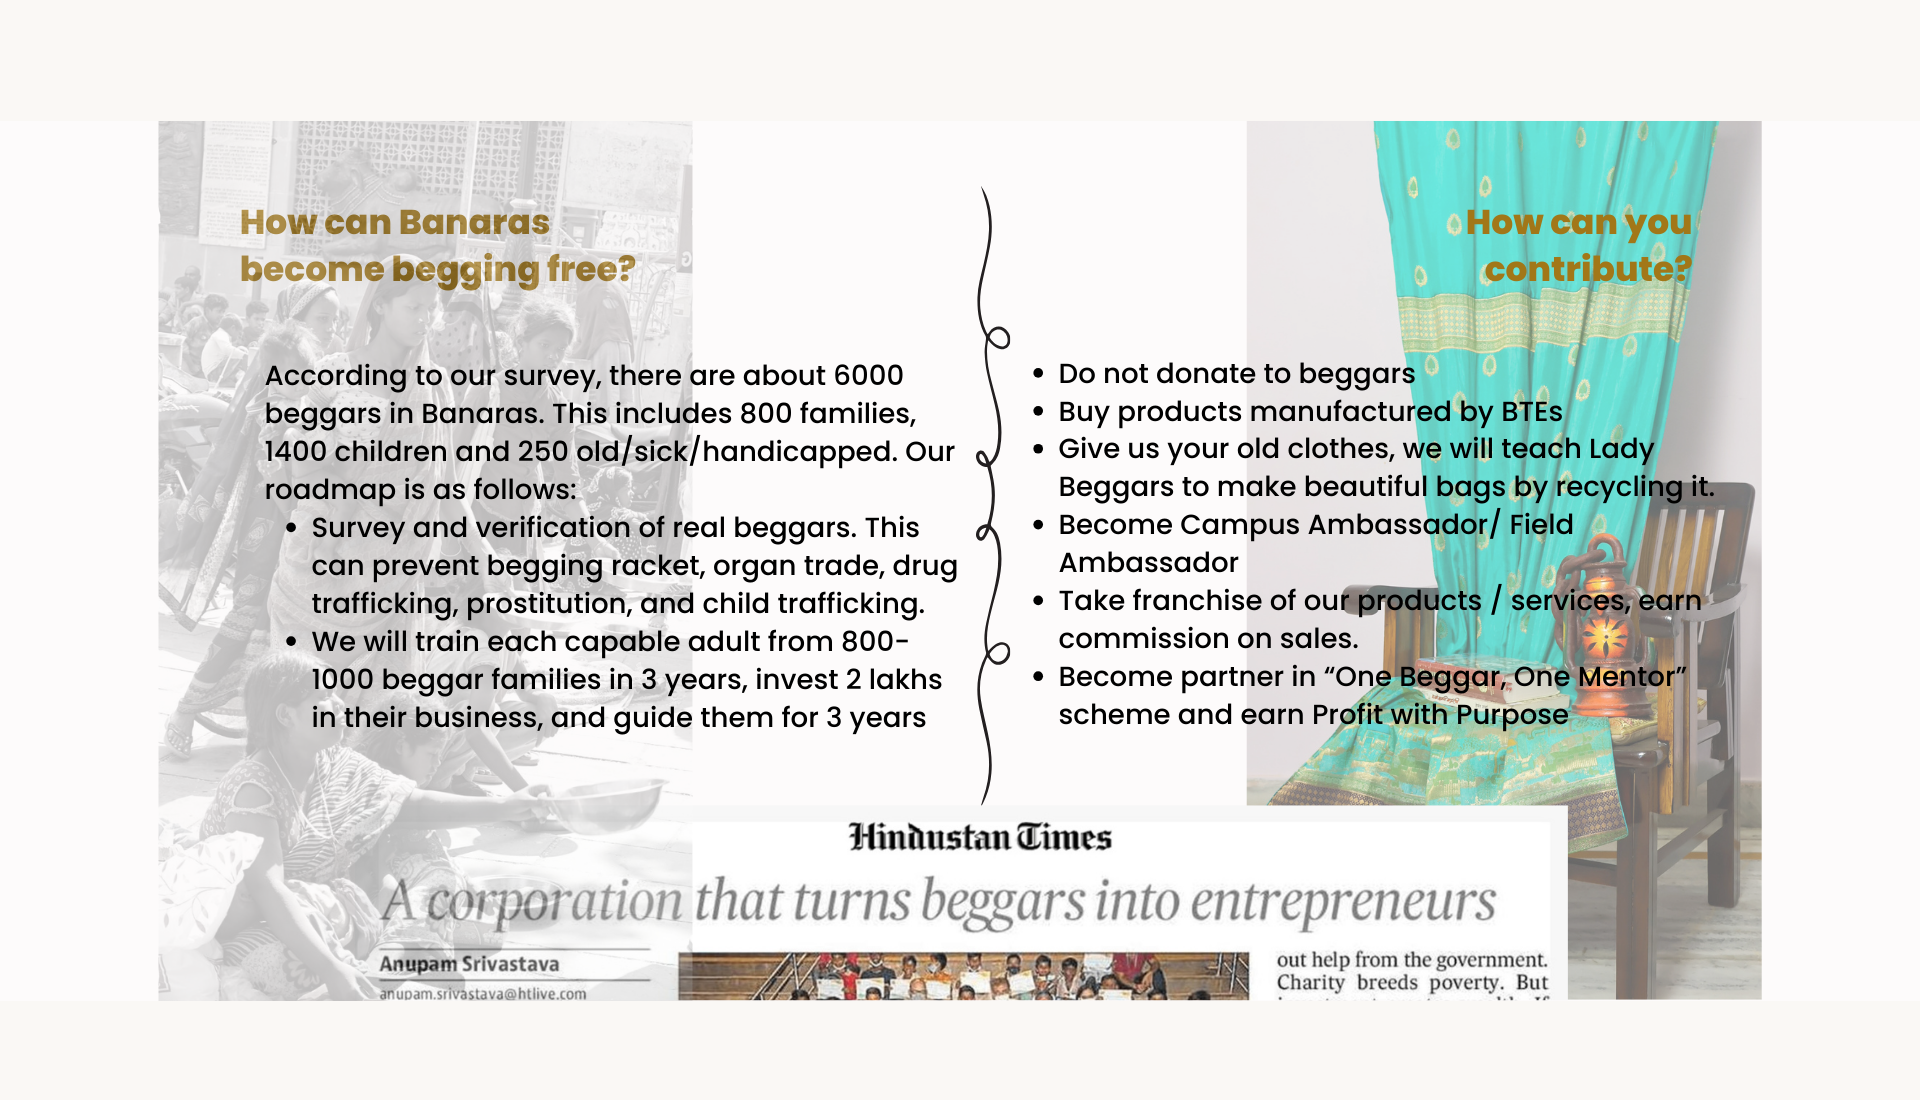 How can Banaras
become begging free?
According to our survey, there are about 6000
beggars in Banaras. This includes 800 families,
1400 children and 250 old/sick/handicapped. Our
roadmap is as follows:
• Survey and verification of real beggars. This
can prevent begging racket, organ trade, drug
trafficking, prostitution, and child trafficking.
• We will train each capable adult from 800-
1000 beggar families in 3 years, invest 2 lakhs
in their business, and guide them for 3 years
How can you
contribute?
• Do not donate to beggars
• Buy products manufactured by BTEs
• Give us your old clothes, we will teach Lady
Beggars to make beautiful bags by recycling it.
• Become Campus Ambassador/ Field
Ambassador
• Take franchise of our products / services, earn
commission on sales.
• Become partner in “One Beggar, One Mentor”
scheme and earn Profit with Purpose
Hindustan Times
A corporation that turns beggars into entrepreneurs
Anupam Srivastava
anupam.srivastava@htlive.com
out help from the government.
Charity breeds poverty. But